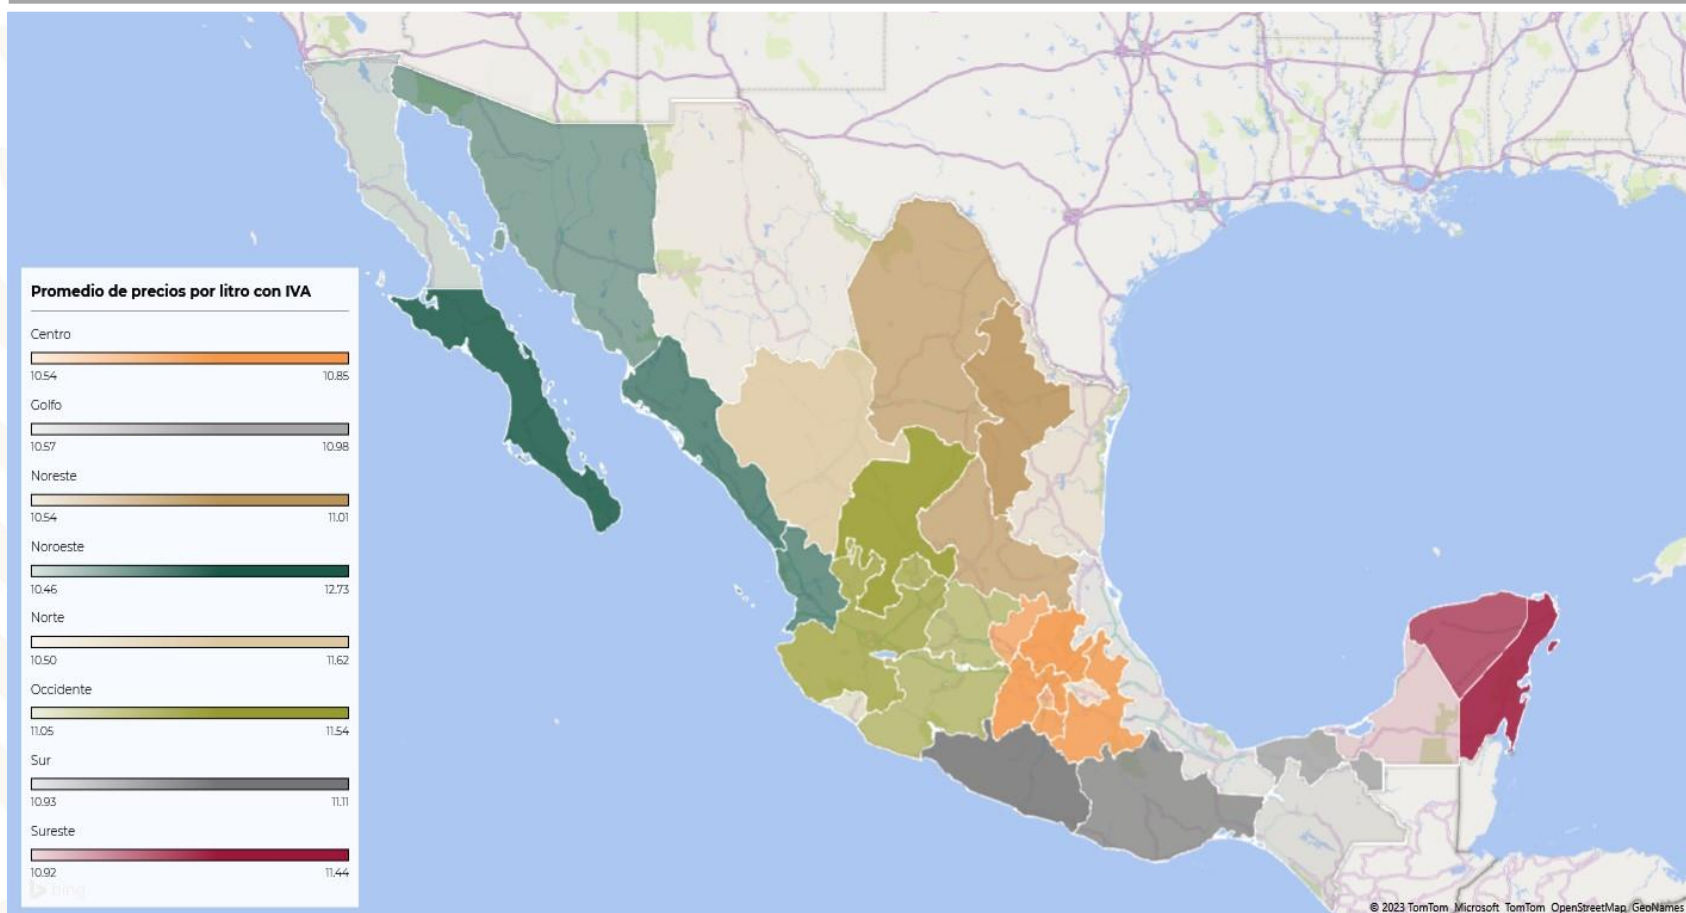 Promedio de precios por litro con IVA
Centro
10.54 10.85
Golfo
10.57 10.98
Noreste
10.54 11.01
Noroeste
10.46 12.73
Norte
10.50 11.62
Occidente
11.05 11.54
Sur
10.93 11.11
Sureste
10.92 11.44
bing
© 2023 TomTom Microsoft TomTom OpenStreetMap GeoNames